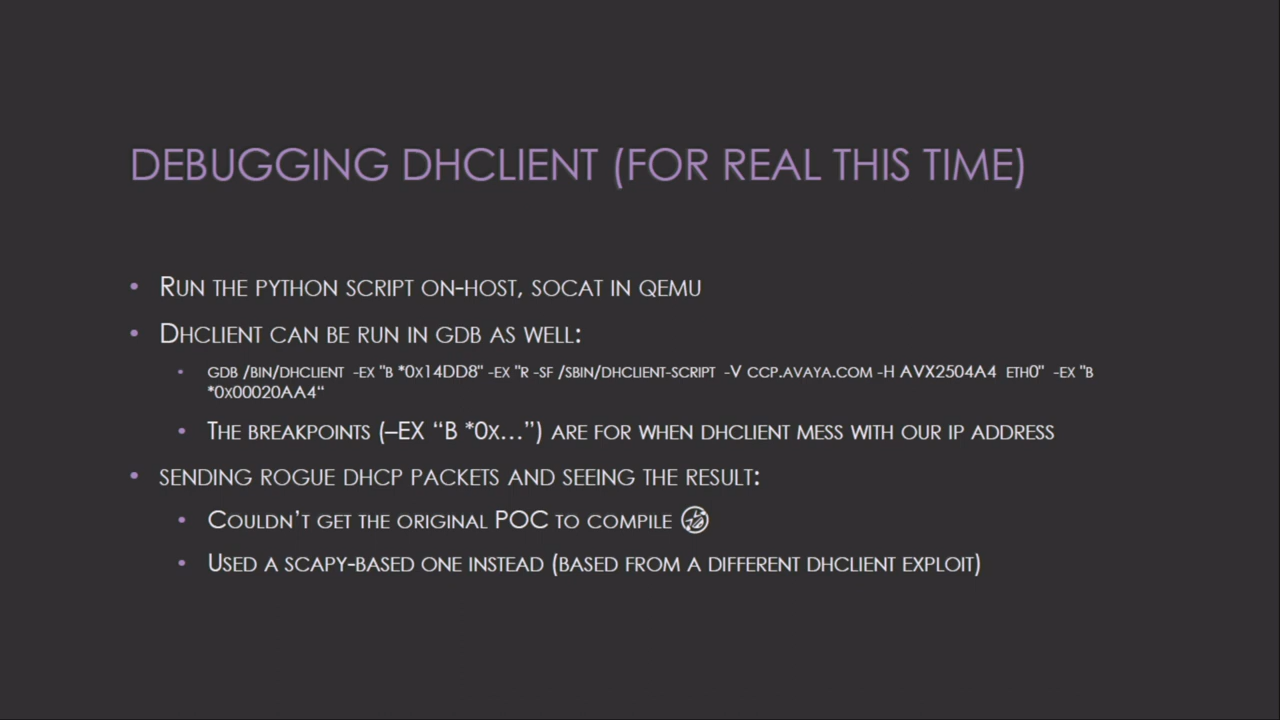 DEBUGGING DHCLIENT (FOR REAL THIS TIME)
• RUN THE PYTHON SCRIPT ON-HOST, SOCAT IN QEMU
• DHCLIENT CAN BE RUN IN GDB AS WELL:
• GDB /BIN/DHCLIENT -EX "B *0X14DD8" -EX "R -SF /SBIN/DHCLIENT-SCRIPT -V CCP.AVAYA.COM -H AVX2504A4 ETH0" -EX "B
*0X00020AA4“
• THE BREAKPOINTS (–EX “B *0X…”) ARE FOR WHEN DHCLIENT MESS WITH OUR IP ADDRESS
• SENDING ROGUE DHCP PACKETS AND SEEING THE RESULT:
• COULDN’T GET THE ORIGINAL POC TO COMPILE
• USED A SCAPY-BASED ONE INSTEAD (BASED FROM A DIFFERENT DHCLIENT EXPLOIT)